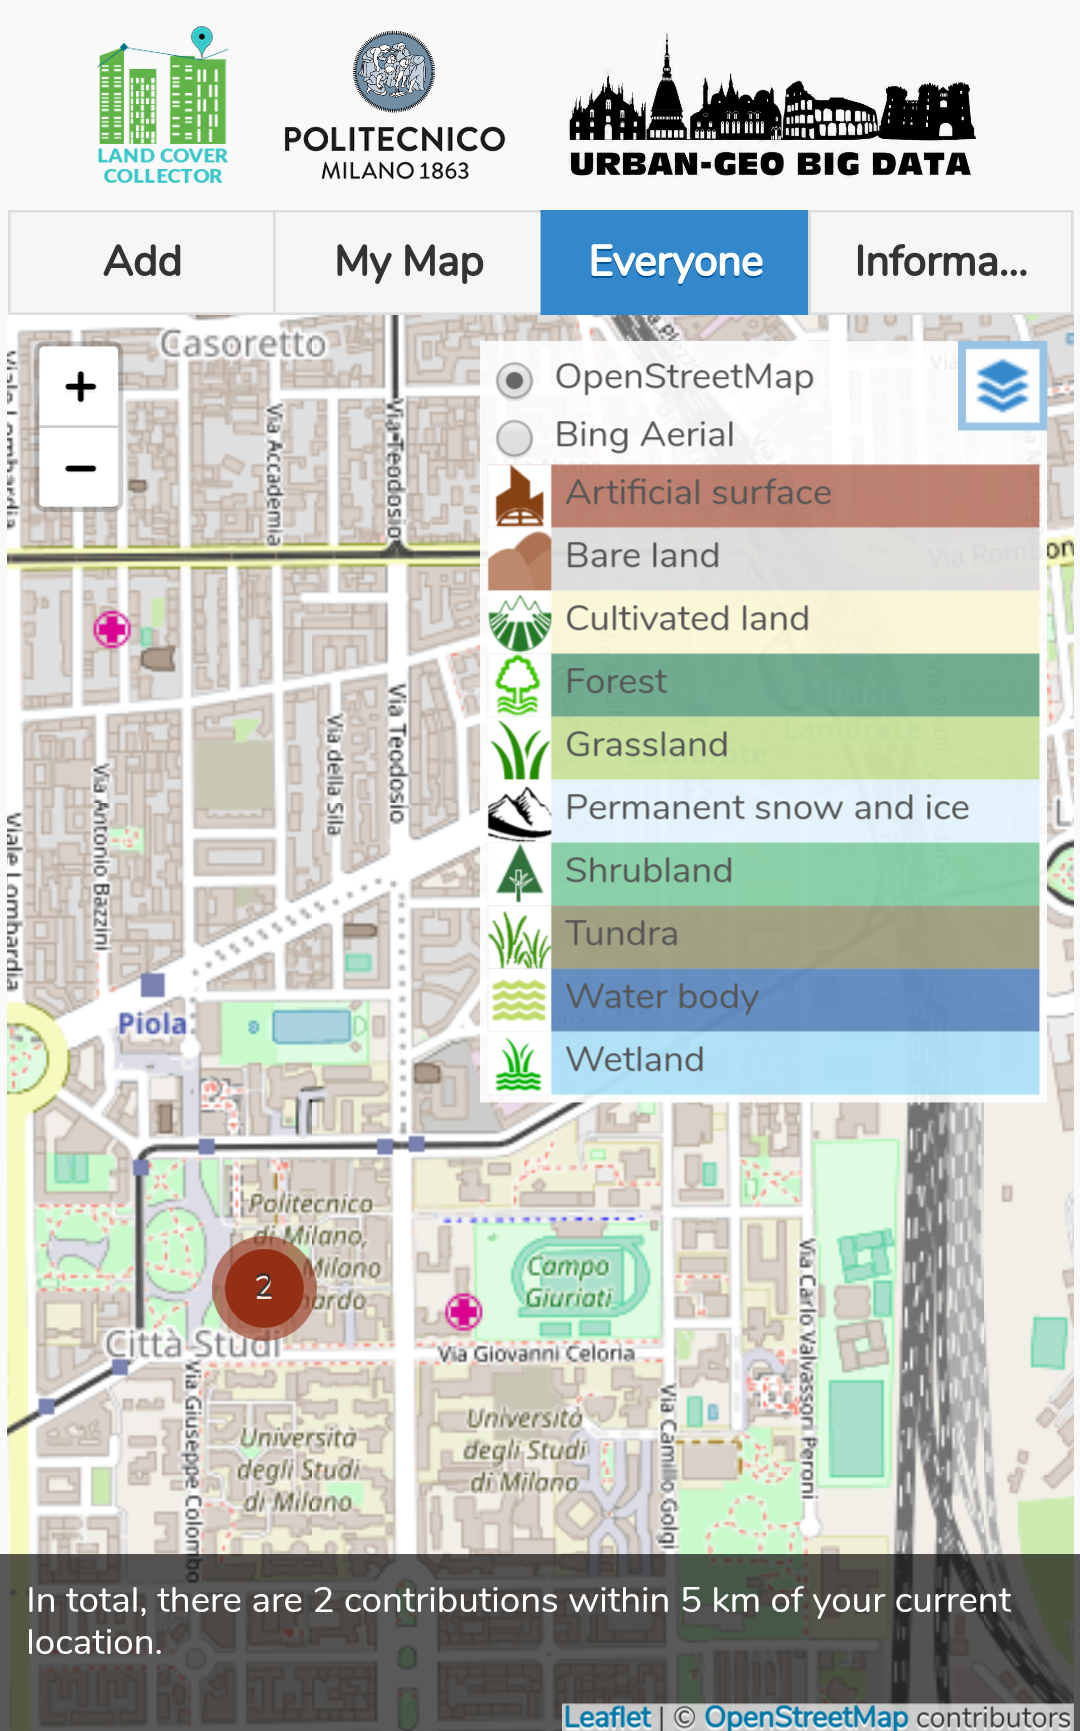 LAND COVER
COLLECTOR
POLITECNICO
MILANO 1863
URBAN-GEO BIG DATA
Add
My Map
Everyone
Informa...
+
−
OpenStreetMap
Bing Aerial
Artificial surface
Bare land
Cultivated land
Forest
Grassland
Permanent snow and ice
Shrubland
Tundra
Water body
Wetland
Casoretto
Via Accademia
Via Teodosio
Viale Lombardia
Via Rombon
Via Antonio Bazzini
Via della Sila
Via Teodosio
Viale Lombardia
Milano
Lambrate
Piola
Politecnico
di Milano,
Milano
nardo
2
Campo
Giuriati
Città Studi
Via Giovanni Celoria
Via Carlo Valvassori Peroni
Via Giuseppe Colombo
Università
degli Studi
di Milano
Università
degli Studi
di Milano
Via Camillo Golgi
In total, there are 2 contributions within 5 km of your current
location.
Leaflet | © OpenStreetMap contributors